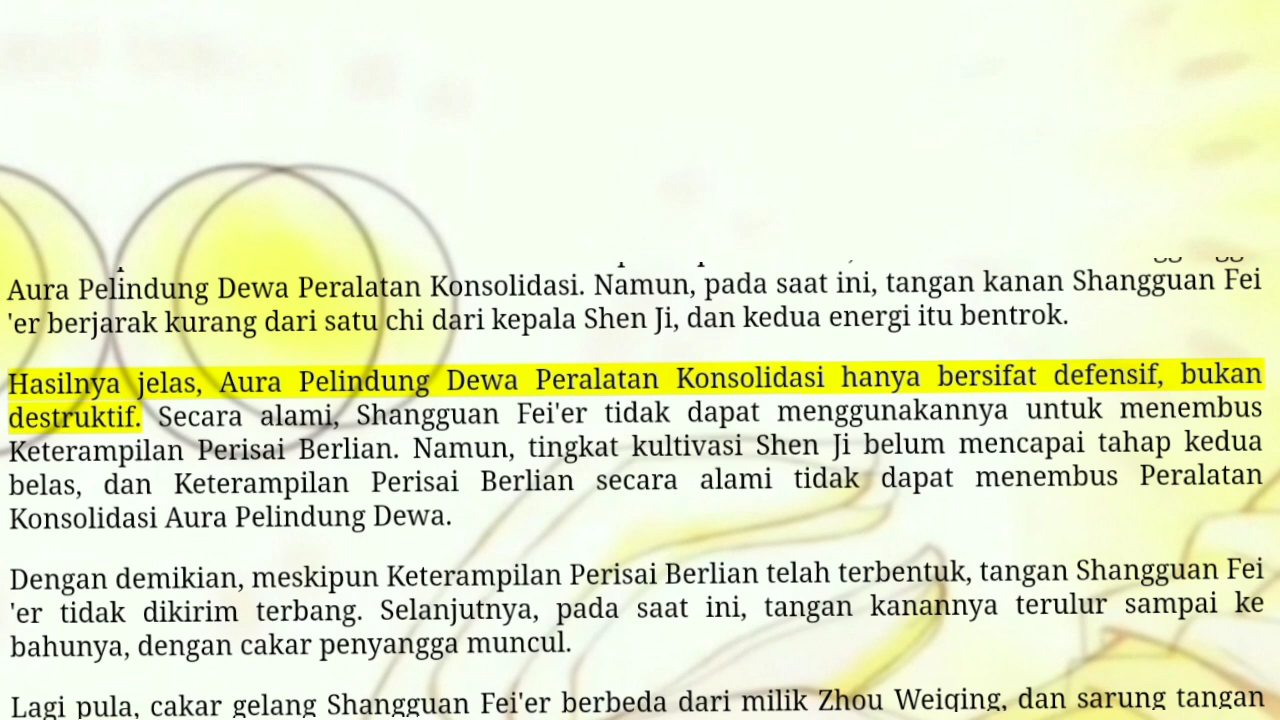 Aura Pelindung Dewa Peralatan Konsolidasi. Namun, pada saat ini, tangan kanan Shangguan Fei
'er berjarak kurang dari satu chi dari kepala Shen Ji, dan kedua energi itu bentrok.
Hasilnya jelas, Aura Pelindung Dewa Peralatan Konsolidasi hanya bersifat defensif, bukan
destruktif. Secara alami, Shangguan Fei'er tidak dapat menggunakannya untuk menembus
Keterampilan Perisai Berlian. Namun, tingkat kultivasi Shen Ji belum mencapai tahap kedua
belas, dan Keterampilan Perisai Berlian secara alami tidak dapat menembus Peralatan
Konsolidasi Aura Pelindung Dewa.
Dengan demikian, meskipun Keterampilan Perisai Berlian telah terbentuk, tangan Shangguan Fei
'er tidak dikirim terbang. Selanjutnya, pada saat ini, tangan kanannya terulur sampai ke
bahunya, dengan cakar penyangga muncul.
Lagi pula, cakar gelang Shangguan Fei'er berbeda dari milik Zhou Weiqing, dan sarung tangan